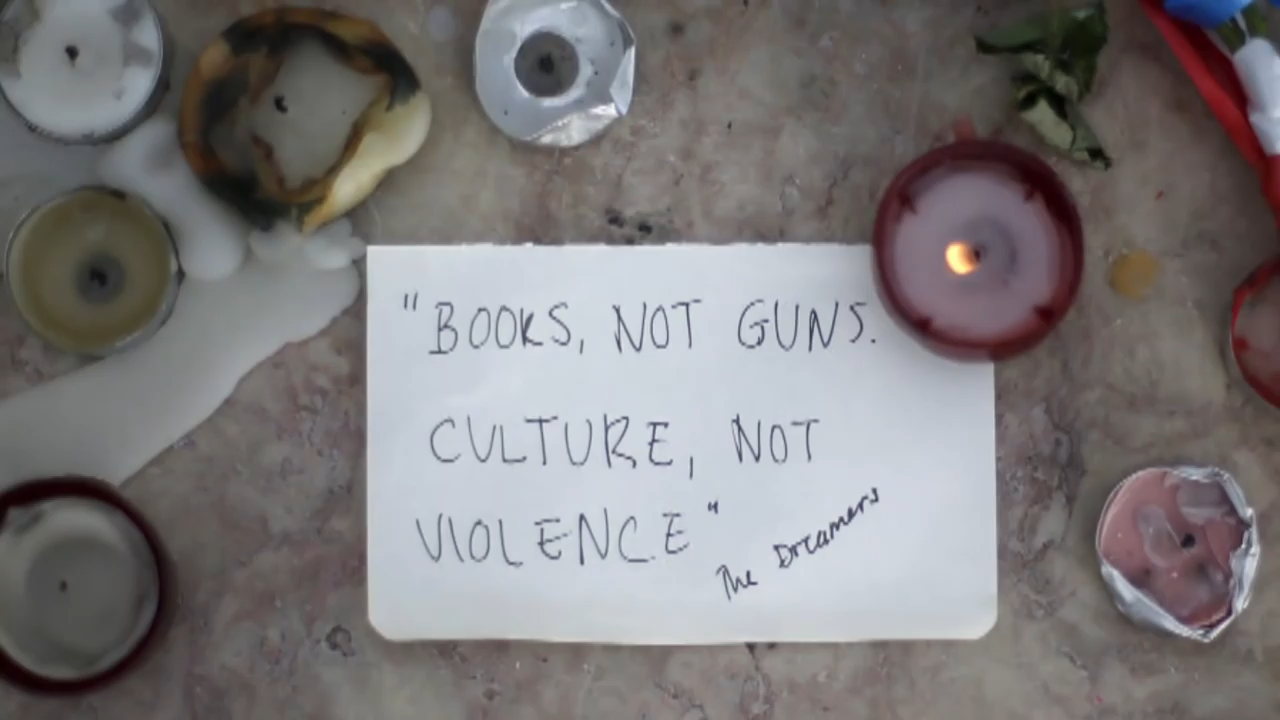 "BOOKS, NOT GUNS.
CULTURE, NOT
VIOLENCE"
The Dreamers